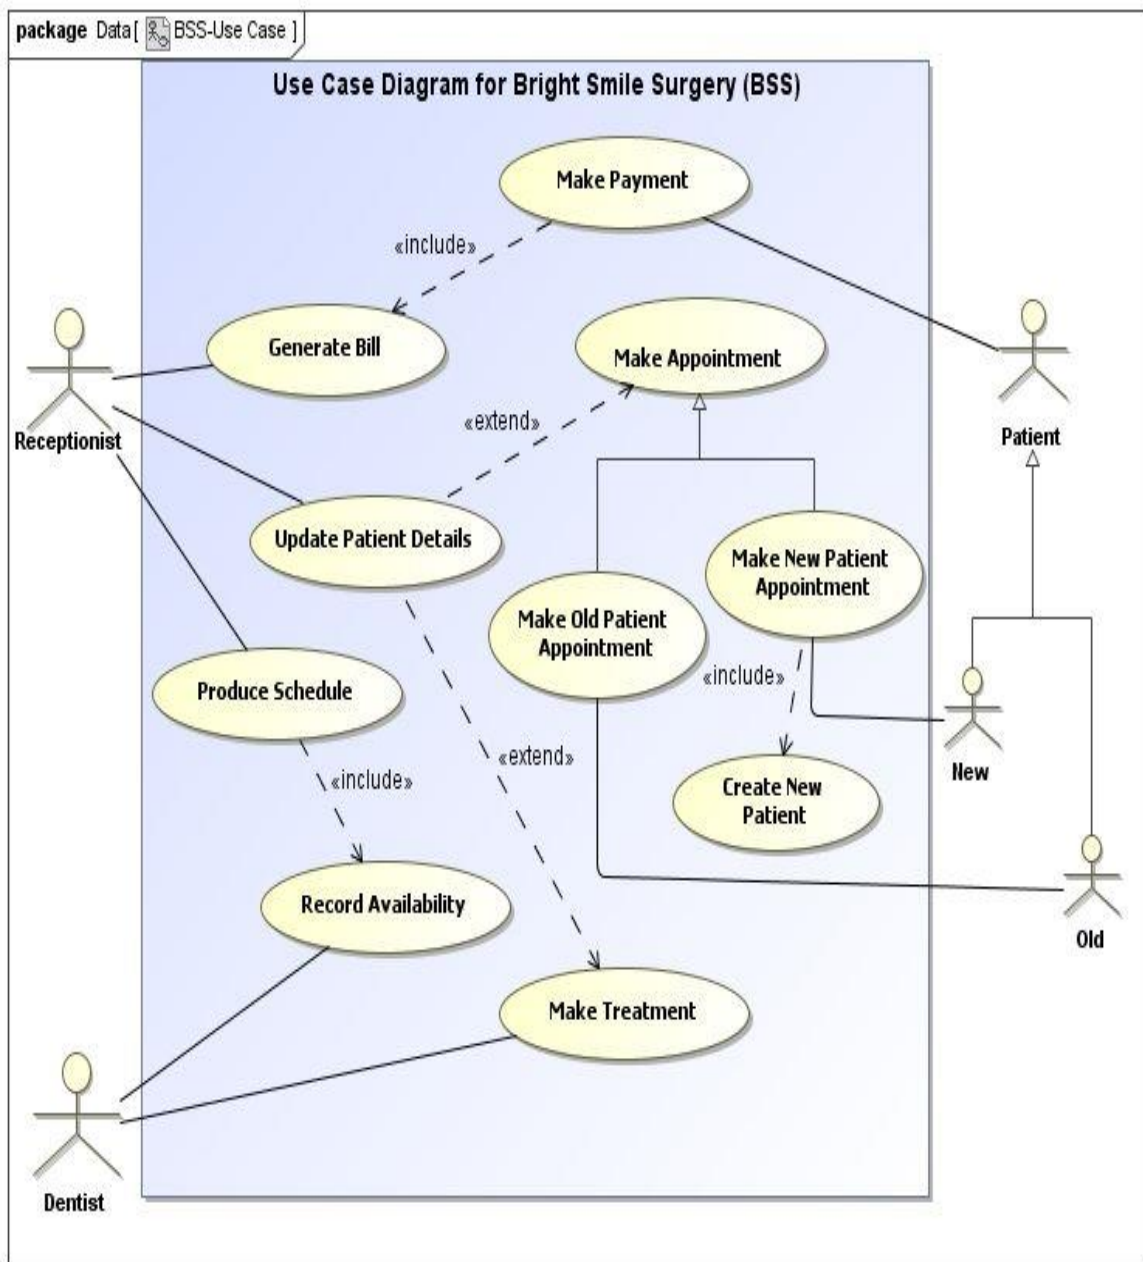 package Data[ BSS-Use Case ]
Use Case Diagram for Bright Smile Surgery (BSS)
Make Payment
«include»
Generate Bill
Make Appointment
Receptionist
Patient
«extend»
Update Patient Details
Make New Patient
Appointment
Make Old Patient
Appointment
«include»
Produce Schedule
«extend»
«include»
New
Create New
Patient
Record Availability
Old
Make Treatment
Dentist